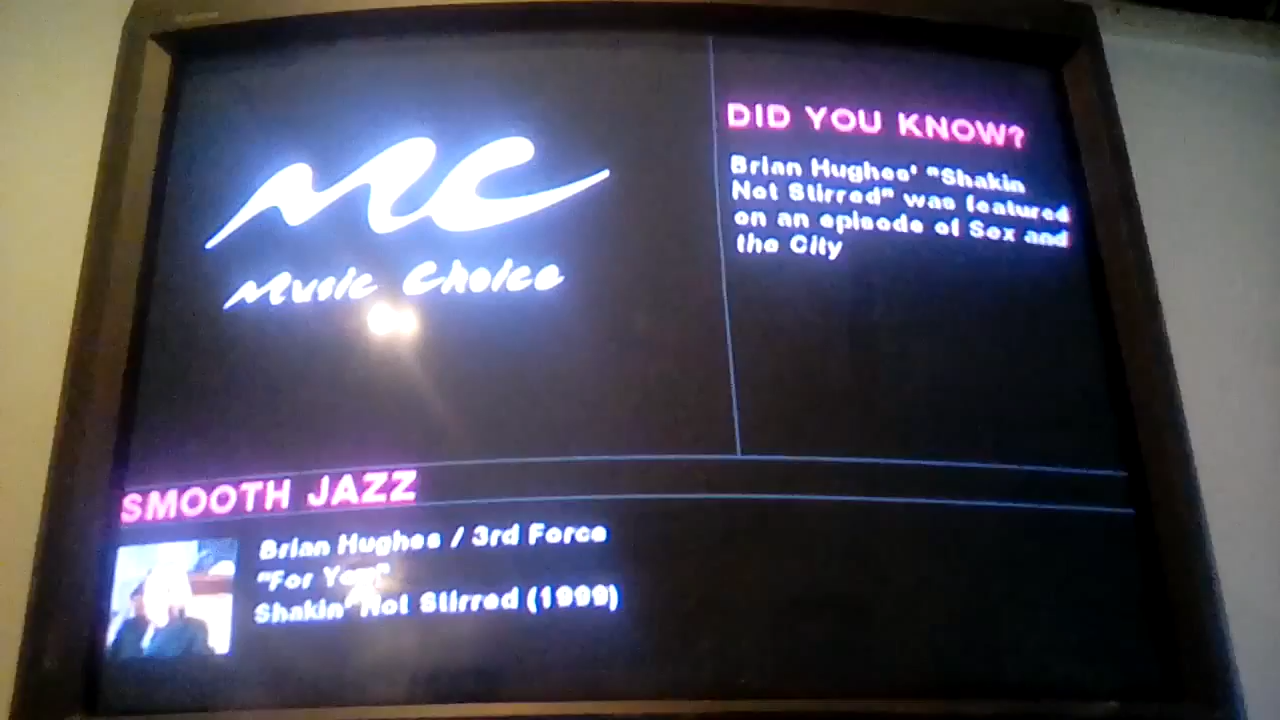 MC
Music Choice
DID YOU KNOW?
Brian Hughes' "Shakin
Not Stirred" was featured
on an episode of Sex and
the City
SMOOTH JAZZ
Brian Hughes / 3rd Force
"For You"
Shakin' Not Stirred (1999)